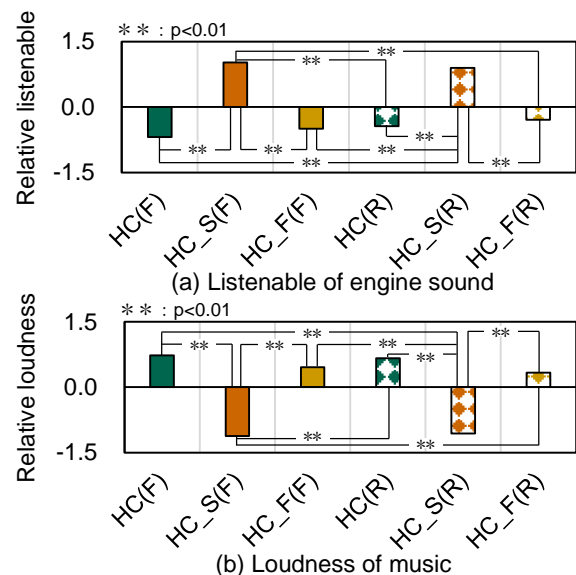 ** : p<0.01
Relative listenable
1.5
0.0
-1.5
**
**
**
**
**
**
**
**
HC(F)
HC_S(F)
HC_F(F)
HC(R)
HC_S(R)
HC_F(R)
(a) Listenable of engine sound
** : p<0.01
Relative loudness
1.5
0.0
-1.5
**
**
**
**
**
**
**
**
HC(F)
HC_S(F)
HC_F(F)
HC(R)
HC_S(R)
HC_F(R)
(b) Loudness of music